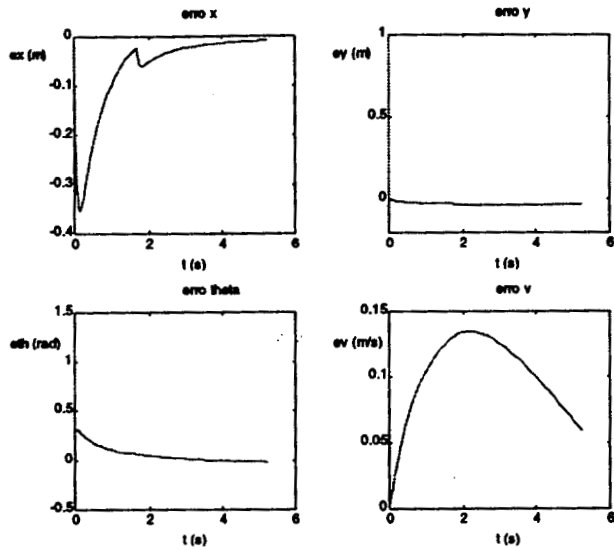 erro x
0
ex (m)
-0.1
-0.2
-0.3
-0.4
0
2
4
6
t (s)
erro y
1
ey (m)
0.5
0
0
2
4
6
t (s)
erro theta
1.5
eth (rad)
1
0.5
0
-0.5
0
2
4
6
t (s)
erro v
0.15
ev (m/s)
0.1
0.05
0
0
2
4
6
t (s)